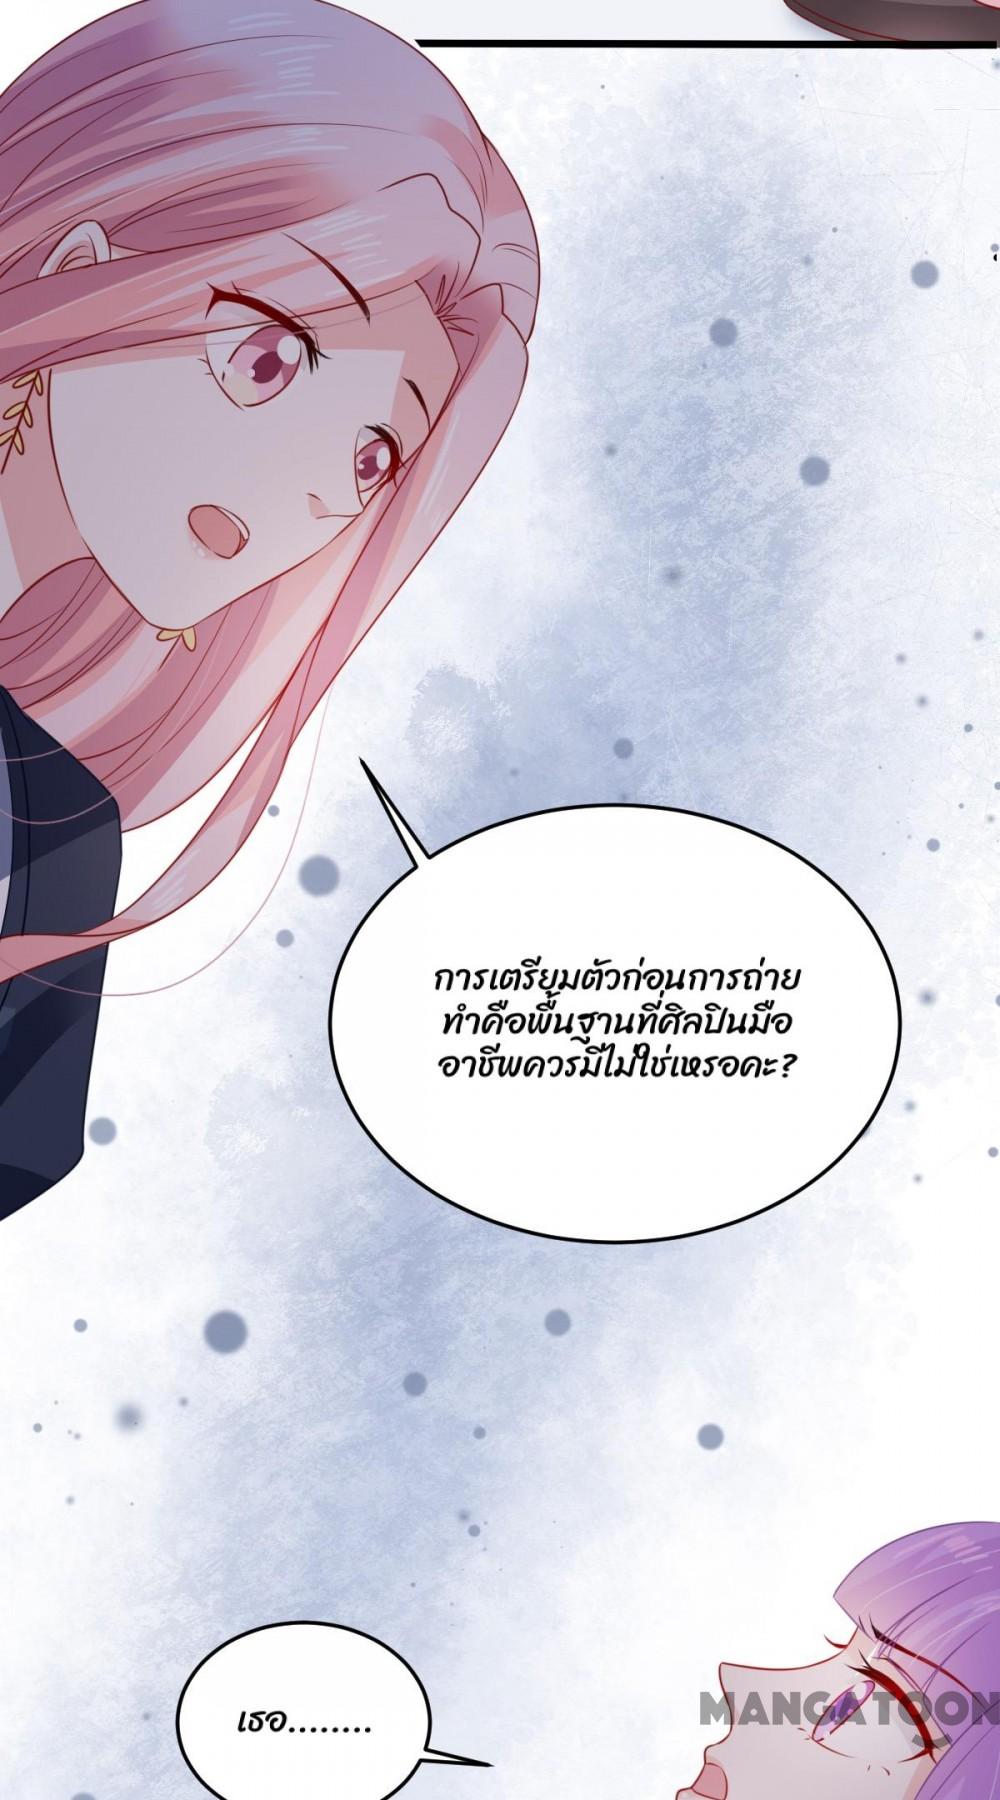 การเตรียมตัวก่อนการถ่าย
ทำคือพื้นฐานที่ศิลปินมือ
อาชีพควรมีไม่ใช่เหรอคะ?
เธอ........
MANGATOON